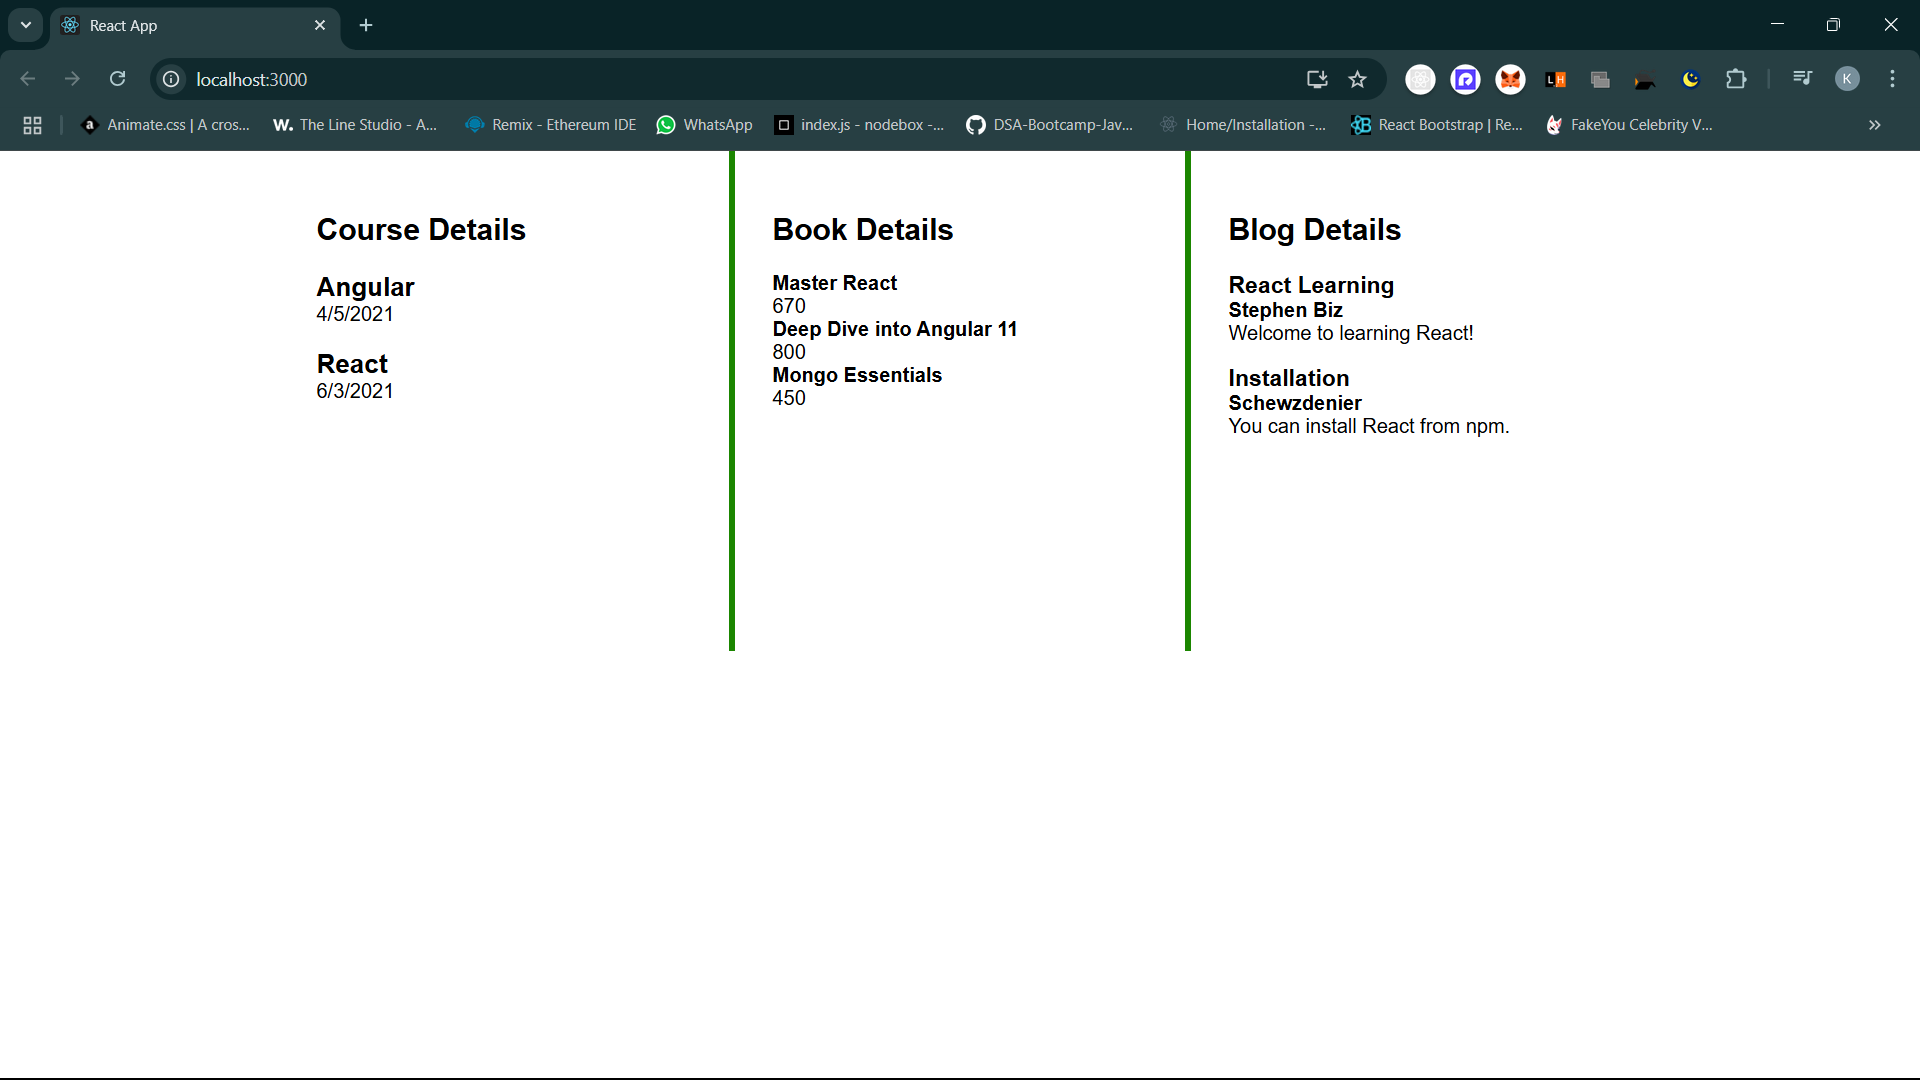 React App
localhost:3000
K
Animate.css | A cros...
W. The Line Studio - A...
Remix - Ethereum IDE
WhatsApp
index.js - nodebox -...
DSA-Bootcamp-Jav...
Home/Installation -...
React Bootstrap | Re...
FakeYou Celebrity V...
Course Details
Angular
4/5/2021
React
6/3/2021
Book Details
Master React
670
Deep Dive into Angular 11
800
Mongo Essentials
450
Blog Details
React Learning
Stephen Biz
Welcome to learning React!
Installation
Schewzdenier
You can install React from npm.